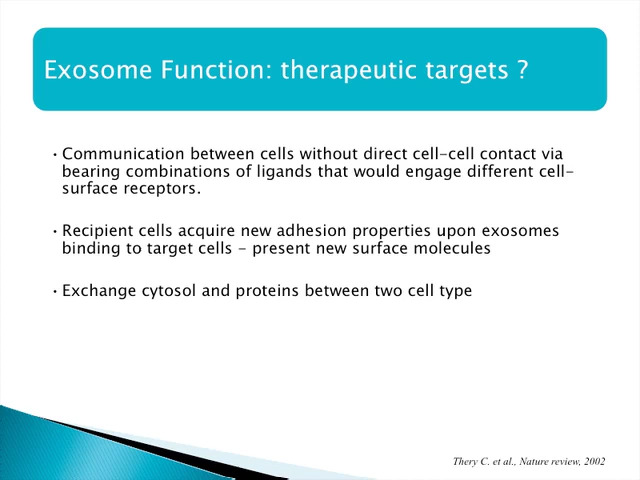 Exosome Function: therapeutic targets ?
• Communication between cells without direct cell-cell contact via
bearing combinations of ligands that would engage different cell-
surface receptors.
• Recipient cells acquire new adhesion properties upon exosomes
binding to target cells - present new surface molecules
• Exchange cytosol and proteins between two cell type
Thery C. et al., Nature review, 2002